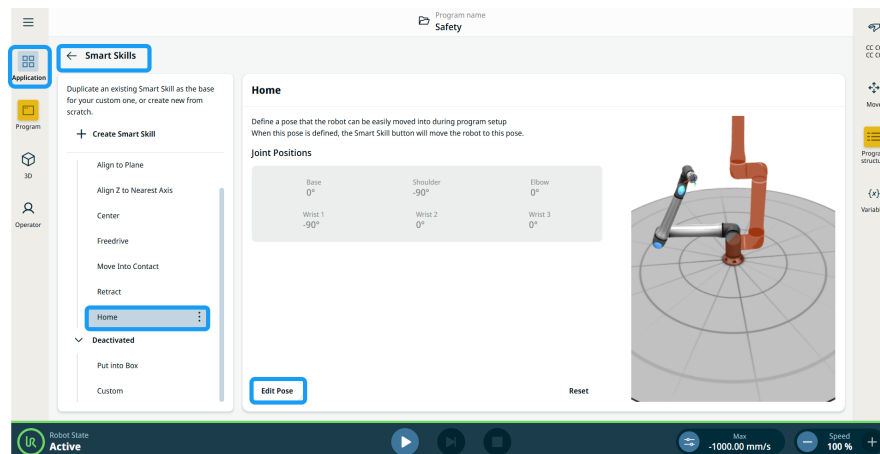 Program name
Safety
Smart Skills
Application
Duplicate an existing Smart Skill as the base
for your custom one, or create new from
scratch.
Create Smart Skill
Program
Align to Plane
3D
Align Z to Nearest Axis
Center
Operator
Freedrive
Move Into Contact
Retract
Home
Deactivated
Put into Box
Custom
Home
Define a pose that the robot can be easily moved into during program setup
When this pose is defined, the Smart Skill button will move the robot to this pose.
Joint Positions
Base
0°
Shoulder
-90°
Elbow
0°
Wrist 1
-90°
Wrist 2
0°
Wrist 3
0°
Edit Pose
Reset
Move
{x}
UR
Robot State
Active
Max
-1000.00 mm/s
Speed
100 %